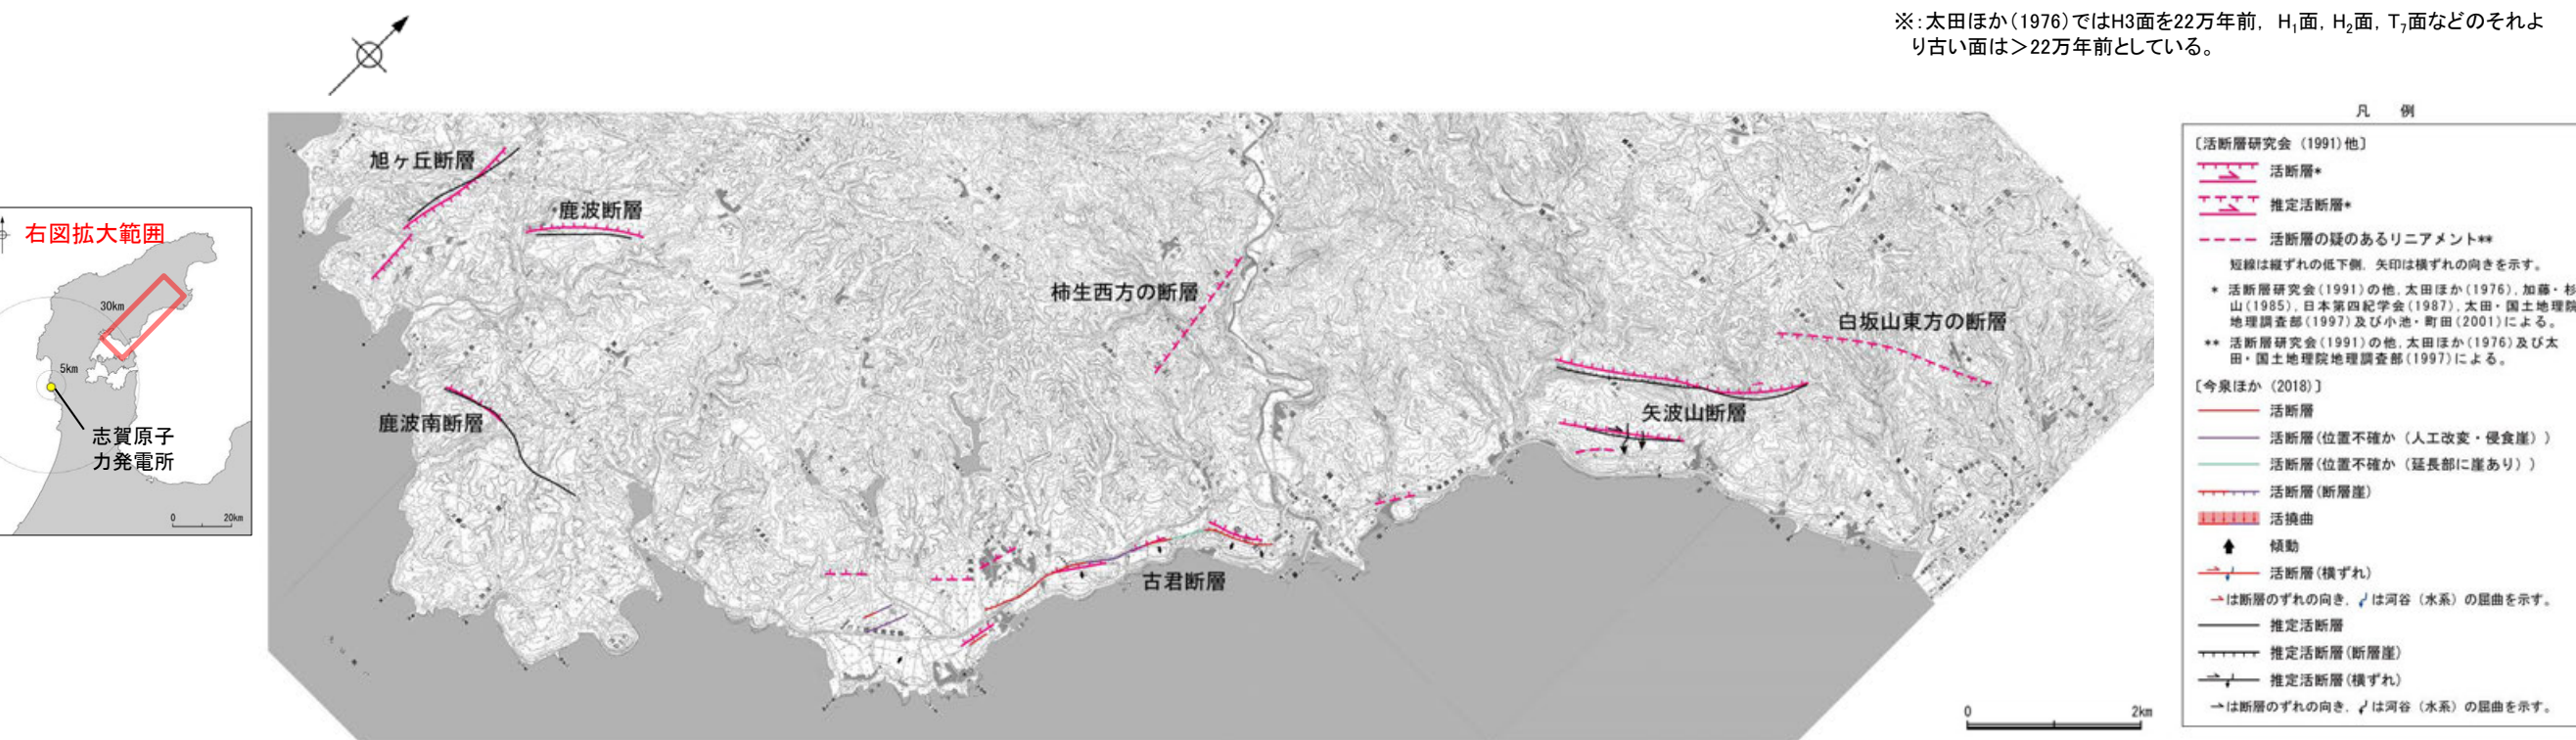 ※:太田ほか(1976)ではH3面を22万年前, H₁面, H₂面, T₇面などのそれよ
り古い面は>22万年前としている。
右図拡大範囲
30km
5km
志賀原子
力発電所
0 20km
旭ヶ丘断層
鹿波断層
柿生西方の断層
白坂山東方の断層
鹿波南断層
矢波山断層
古君断層
0 2km
凡 例
〔活断層研究会 (1991)他〕
活断層*
推定活断層*
活断層の疑のあるリニアメント**
短線は縦ずれの低下側, 矢印は横ずれの向きを示す。
* 活断層研究会(1991)の他, 太田ほか(1976), 加藤・杉
山(1985), 日本第四紀学会(1987), 太田・国土地理院
地理調査部(1997)及び小池・町田(2001)による。
** 活断層研究会(1991)の他, 太田ほか(1976)及び太
田・国土地理院地理調査部(1997)による。
〔今泉ほか (2018)〕
活断層
活断層(位置不確か (人工改変・侵食崖))
活断層(位置不確か (延長部に崖あり))
活断層(断層崖)
活撓曲
傾動
活断層(横ずれ)
は断層のずれの向き, は河谷 (水系) の屈曲を示す。
推定活断層
推定活断層(断層崖)
推定活断層(横ずれ)
は断層のずれの向き, は河谷 (水系) の屈曲を示す。